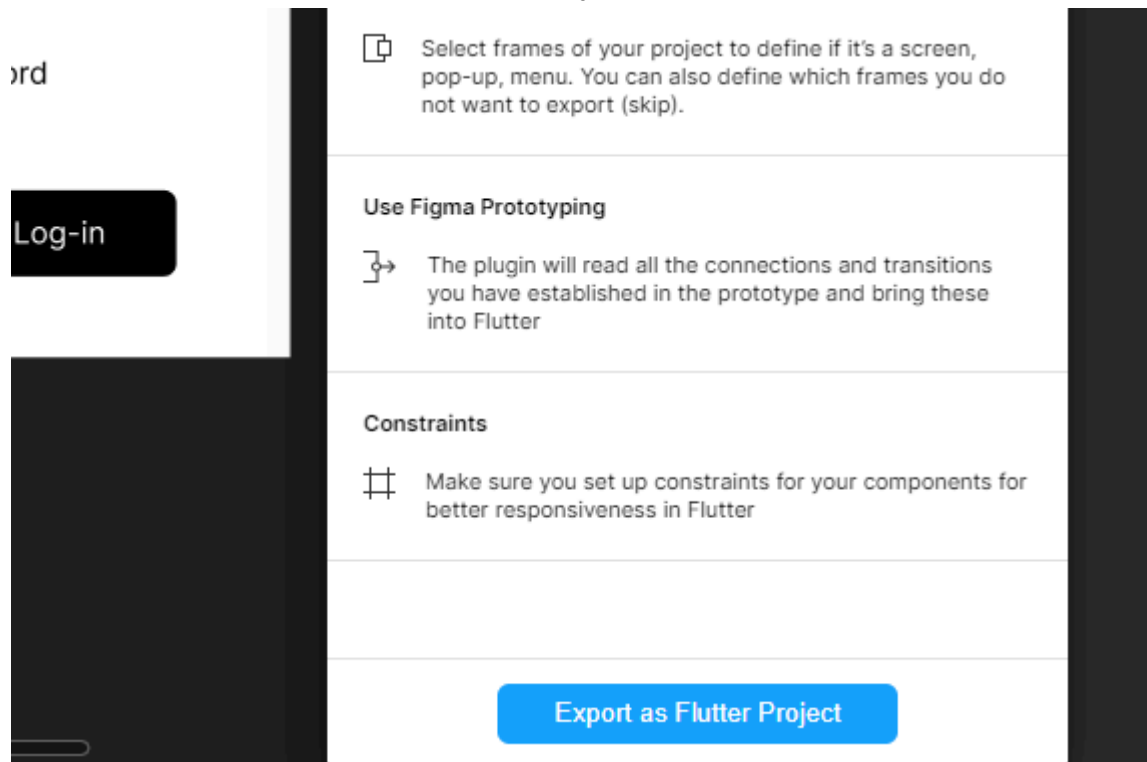 Select frames of your project to define if it's a screen,
pop-up, menu. You can also define which frames you do
not want to export (skip).
Use Figma Prototyping
The plugin will read all the connections and transitions
you have established in the prototype and bring these
into Flutter
Constraints
Make sure you set up constraints for your components for
better responsiveness in Flutter
Export as Flutter Project
Log-in